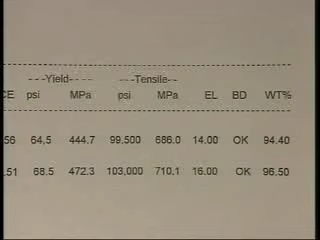 - - -Yield- - - - - - -Tensile- -
CE psi MPa psi MPa EL BD WT%
.56 64,5 444.7 99.500 686.0 14.00 OK 94.40
.51 68.5 472.3 103,000 710.1 16.00 OK 96.50